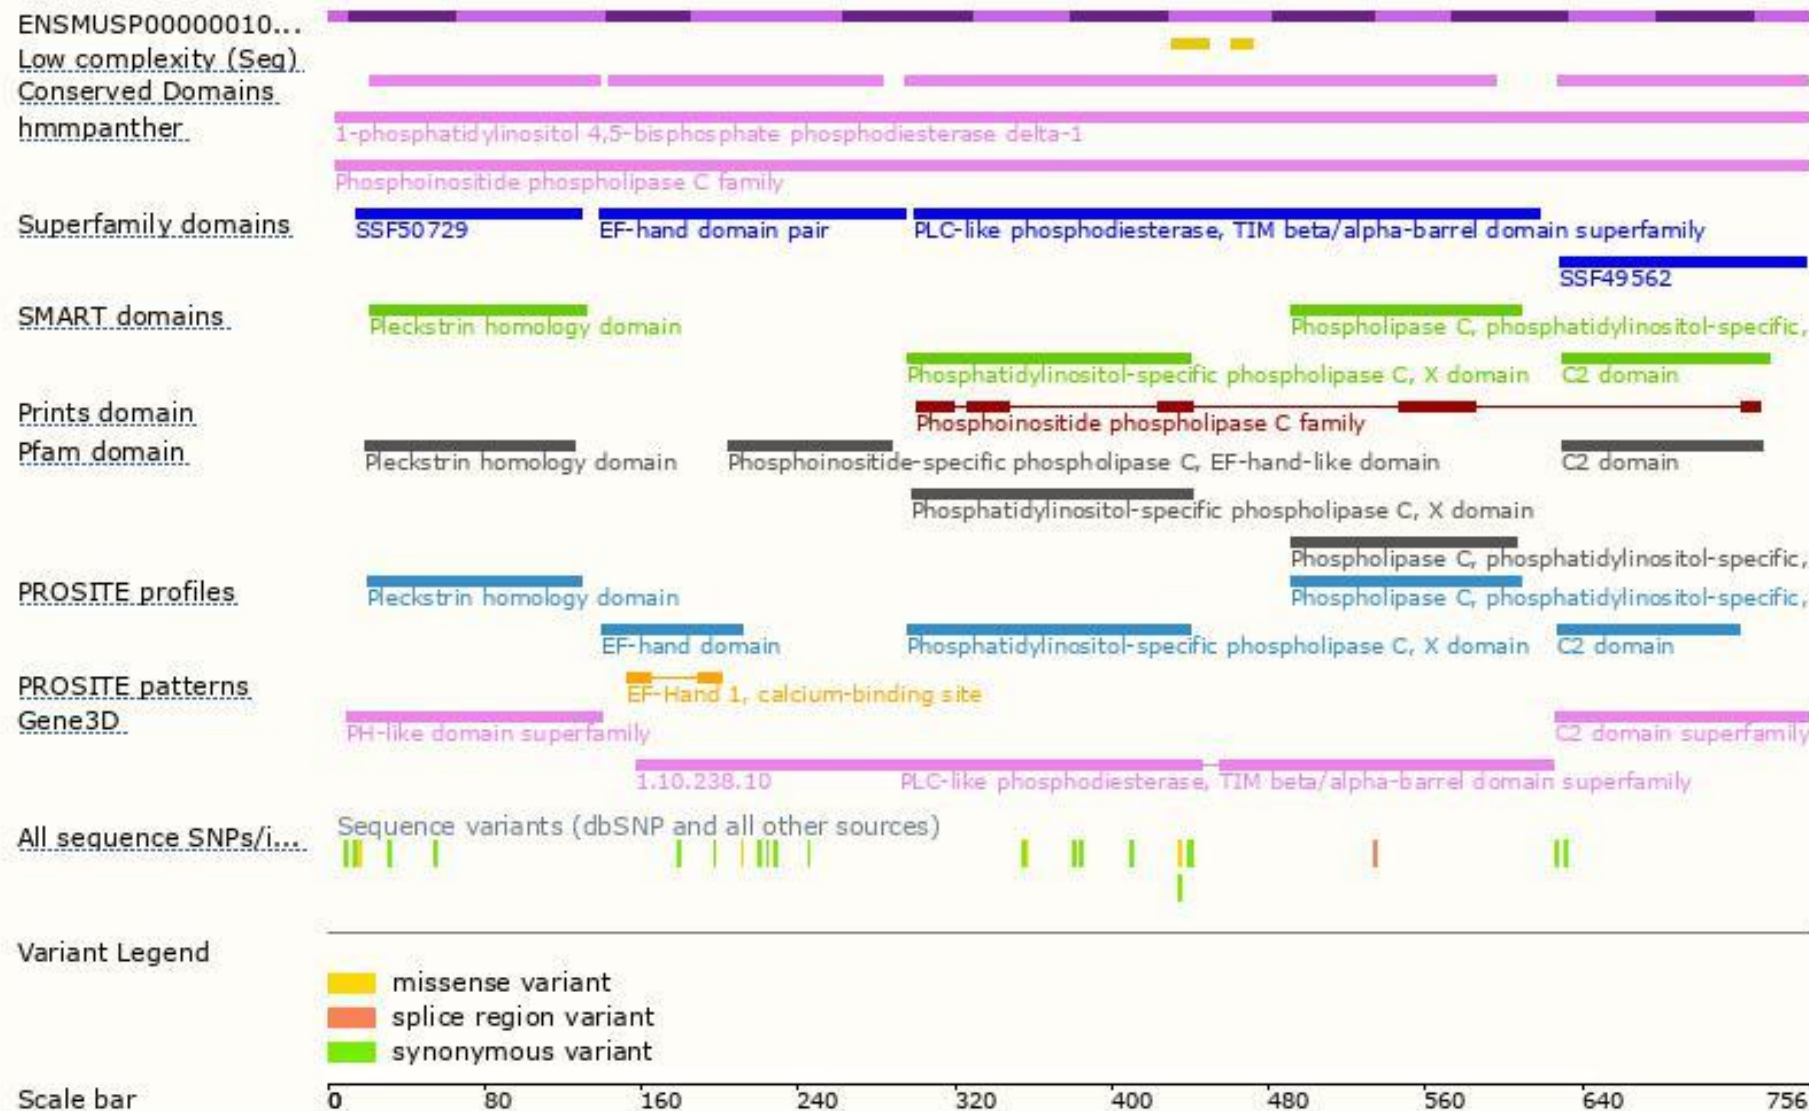 ENSMUSP00000010...
Low complexity (Seg)
Conserved Domains
hmmpanther
1-phosphatidylinositol 4,5-bisphosphate phosphodiesterase delta-1
Phosphoinositide phospholipase C family
Superfamily domains
SSF50729 EF-hand domain pair PLC-like phosphodiesterase, TIM beta/alpha-barrel domain superfamily
SSF49562
SMART domains
Pleckstrin homology domain Phospholipase C, phosphatidylinositol-specific,
Phosphatidylinositol-specific phospholipase C, X domain C2 domain
Prints domain
Phosphoinositide phospholipase C family
Pfam domain
Pleckstrin homology domain Phosphoinositide-specific phospholipase C, EF-hand-like domain C2 domain
Phosphatidylinositol-specific phospholipase C, X domain
Phospholipase C, phosphatidylinositol-specific,
PROSITE profiles
Pleckstrin homology domain Phospholipase C, phosphatidylinositol-specific,
EF-hand domain Phosphatidylinositol-specific phospholipase C, X domain C2 domain
PROSITE patterns
EF-Hand 1, calcium-binding site
Gene3D
PH-like domain superfamily C2 domain superfamily
1.10.238.10 PLC-like phosphodiesterase, TIM beta/alpha-barrel domain superfamily
All sequence SNPs/i...
Sequence variants (dbSNP and all other sources)
Variant Legend
missense variant
splice region variant
synonymous variant
Scale bar 0 80 160 240 320 400 480 560 640 756